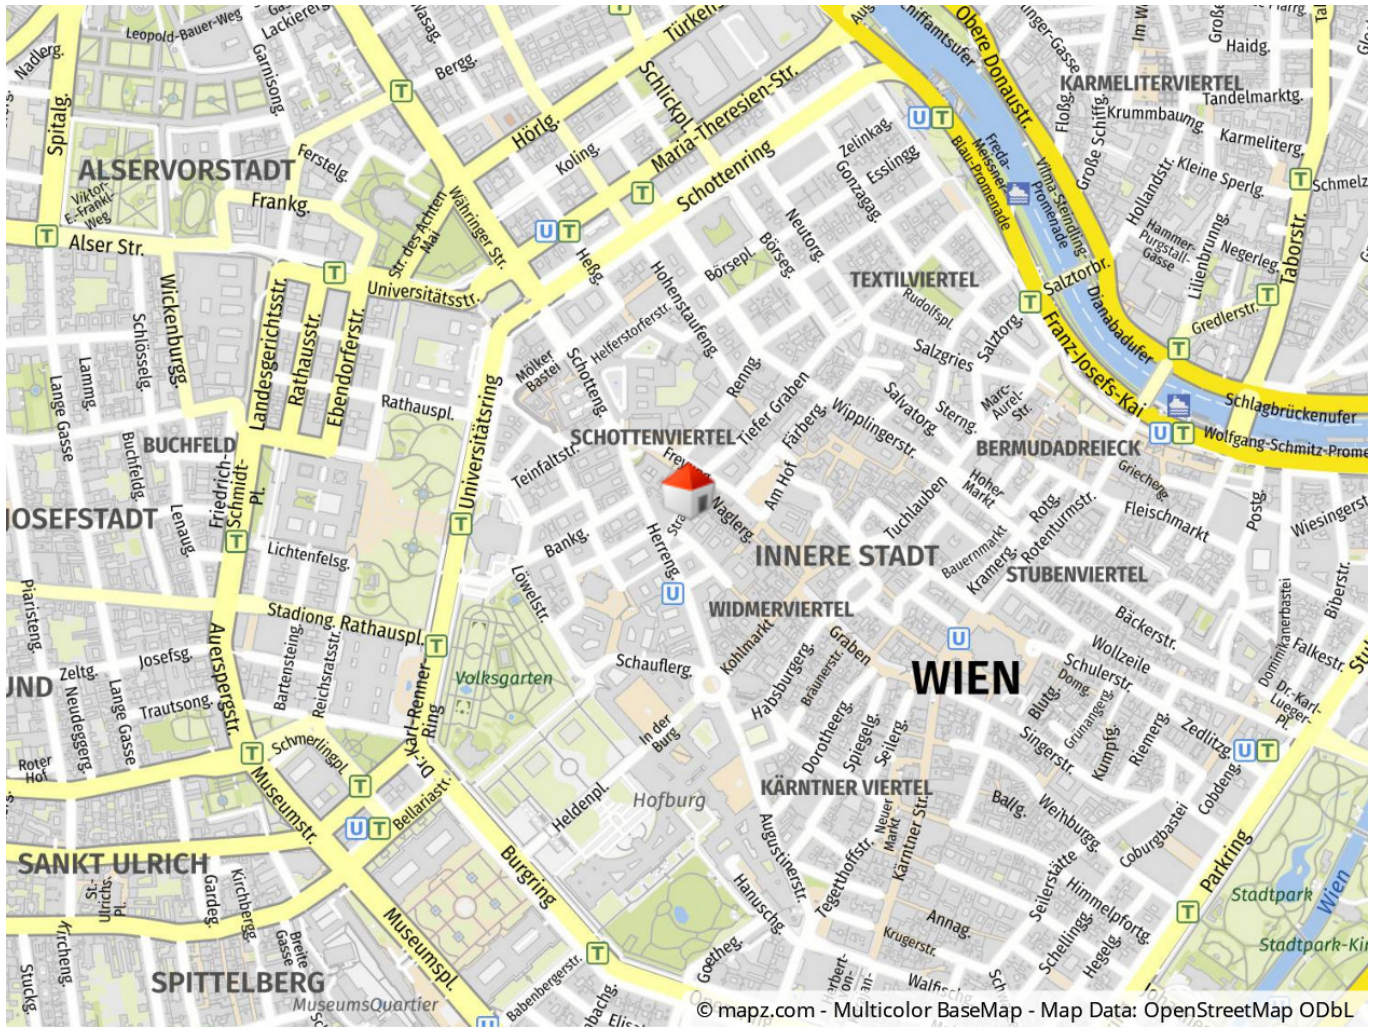 Leopold-Bauer-Weg
Lackiererg.
Wasag.
Türkens
Schiffamtsufer
Obere Donaustr.
Im W
Große
Haidg.
Nadlerg.
Garnisong.
Bergg.
Schlickpl.
Maria-Theresien-Str.
KARMELITERVIERTEL
Tandelmarktg.
Floßg.
Große Schiffg.
Krummbaumg.
Karmeliterg.
Spitalg.
Hörlg.
Koling.
Schottenring
Zelinkag.
Esslingg.
Gonzagag.
Freda-
Meissner-
Blau-Promenade
Vilma-Steindling-
Promenade
Hollandstr.
Kleine Sperlg.
Schmelz
ALSERVORSTADT
Viktor-
E.-Frankl-
Weg
Ferstelg.
Frankg.
Alser Str.
Str. des Achten
Mai
Währinger Str.
Universitätsstr.
Heßg.
Hohenstaufeng.
Börsepl.
Börseg.
Neutorg.
TEXTILVIERTEL
Rudolfspl.
Salztorbr.
Salztorg.
Hammer-
Purgstall-
Gasse
Lilienbrunng.
Negerleg.
Taborstr.
Gredlerstr.
Dianabadufer
Franz-Josefs-Kai
Schlagbrückenufer
Wolfgang-Schmitz-Prome
Wickenburgg.
Schlösselg.
Lammg.
Lange Gasse
Landesgerichtsstr.
Rathausstr.
Ebendorferstr.
Rathauspl.
Universitätsring
Mölker
Bastei
Schotteng.
Helferstorferstr.
Renng.
Tiefer Graben
Färberg.
Wipplingerstr.
Salvatorg.
Salzgries
Sterng.
Marc-
Aurel-
Str.
BUCHFELD
Buchfeldg.
SCHOTTENVIERTEL
Teinfaltstr.
Am Hof
BERMUDADREIECK
Hoher
Markt
Griecheng.
Fleischmarkt
Postg.
Wiesingerst
JOSEFSTADT
Lenaug.
Friedrich-
Schmidt-
Pl.
Lichtenfelsg.
Bankg.
Herreng.
Naglerg.
INNERE STADT
Tuchlauben
Bauernmarkt
Kramerg.
Rotg.
Rotenturmstr.
STUBENVIERTEL
Biberstr.
Piaristeng.
Stadiong.
Rathauspl.
Löwelstr.
WIDMERVIERTEL
Kohlmarkt
Graben
Bäckerstr.
Wollzeile
Schulerstr.
Domg.
Dominikanerbastei
Falkestr.
Josefsg.
Zeltg.
Neudeggerg.
Lange Gasse
Trautsong.
Auerspergstr.
Bartensteing.
Reichsratsstr.
Schmerlingpl.
Dr.-Karl-Renner-
Ring
Volksgarten
Schauflerg.
In der
Burg
Habsburgerg.
Bräunerstr.
Dorotheerg.
Spiegelg.
Seilerg.
WIEN
Blutg.
Grünangerg.
Singerstr.
Kumpfg.
Riemerg.
Zedlitzg.
Dr.-Karl-
Lueger-
Pl.
Cobdeng.
Roter
Hof
Museumstr.
Bellariastr.
Hofburg
Heldenpl.
KÄRNTNER VIERTEL
Neuer
Markt
Kärntner Str.
Ballg.
Weihburgg.
Coburgbastei
Parkring
SANKT ULRICH
St.-
Ulrichs-
Pl.
Gardeg.
Kirchbergg.
Burgring
Augustinerstr.
Tegetthoffstr.
Seilerstätte
Himmelpfortg.
Stadtpark
Wien
Stadtpark-Kir
Kircheng.
Stuckg.
Breite
Gasse
SPITTELBERG
MuseumsQuartier
Museumspl.
Babenbergerstr.
Hanuschg.
Goetheg.
Annag.
Krugerstr.
Walfischg.
Schellingg.
Hegelg.
© mapz.com - Multicolor BaseMap - Map Data: OpenStreetMap ODbL